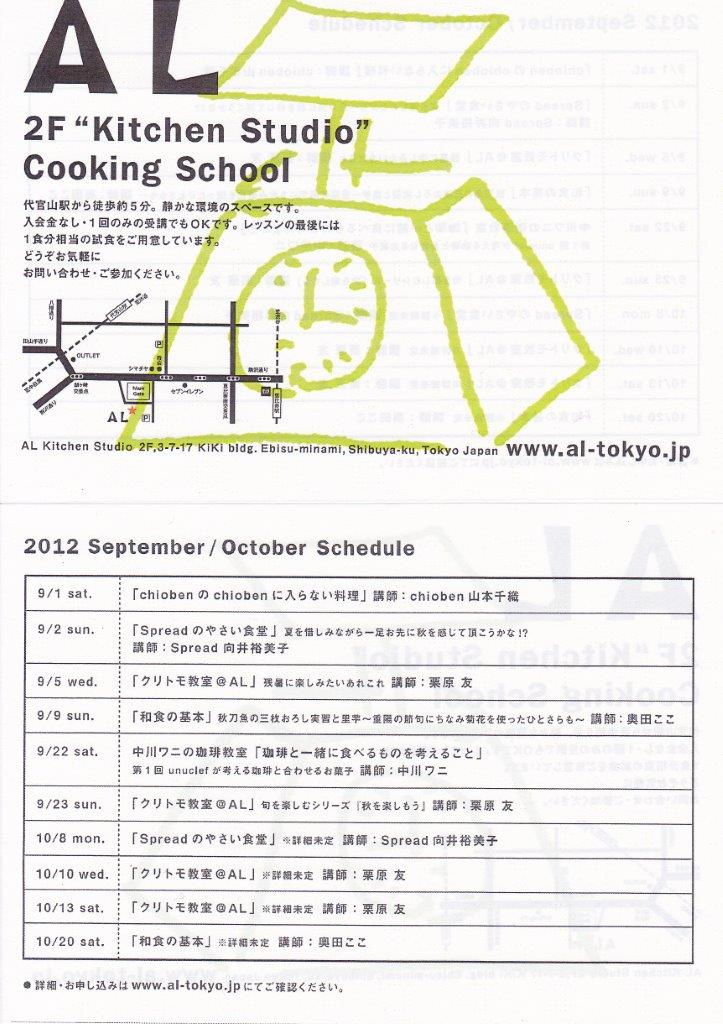 AL
2F “Kitchen Studio”
Cooking School
代官山駅から徒歩約5分。静かな環境のスペースです。
入会金なし・1回のみの受講でもOKです。レッスンの最後には
1食分相当の試食をご用意しています。
どうぞお気軽に
お問い合わせ・ご参加ください。
OUTLET
シマダヤ
セブンイレブン
駒沢通り
AL
AL Kitchen Studio 2F,3-7-17 KiKi bldg. Ebisu-minami, Shibuya-ku, Tokyo Japan www.al-tokyo.jp
2012 September / October Schedule
9/1 sat. 「chiobenのchiobenに入らない料理」講師：chioben 山本千織
9/2 sun. 「Spreadのやさい食堂」夏を惜しみながら一足お先に秋を感じて頂こうかな!?
講師：Spread 向井裕美子
9/5 wed. 「クリトモ教室@AL」残暑に楽しみたいあれこれ 講師：栗原 友
9/9 sun. 「和食の基本」秋刀魚の三枚おろし実習と里芋〜重陽の節句にちなみ菊花を使ったひとさらも〜 講師：奥田ここ
9/22 sat. 中川ワニの珈琲教室「珈琲と一緒に食べるものを考えること」
第1回 unuclefが考える珈琲と合わせるお菓子 講師：中川ワニ
9/23 sun. 「クリトモ教室@AL」旬を楽しむシリーズ『秋を楽しもう』講師：栗原 友
10/8 mon. 「Spreadのやさい食堂」※詳細未定 講師：Spread 向井裕美子
10/10 wed. 「クリトモ教室@AL」※詳細未定 講師：栗原 友
10/13 sat. 「クリトモ教室@AL」※詳細未定 講師：栗原 友
10/20 sat. 「和食の基本」※詳細未定 講師：奥田ここ
●詳細・お申し込みはwww.al-tokyo.jpにてご確認ください。